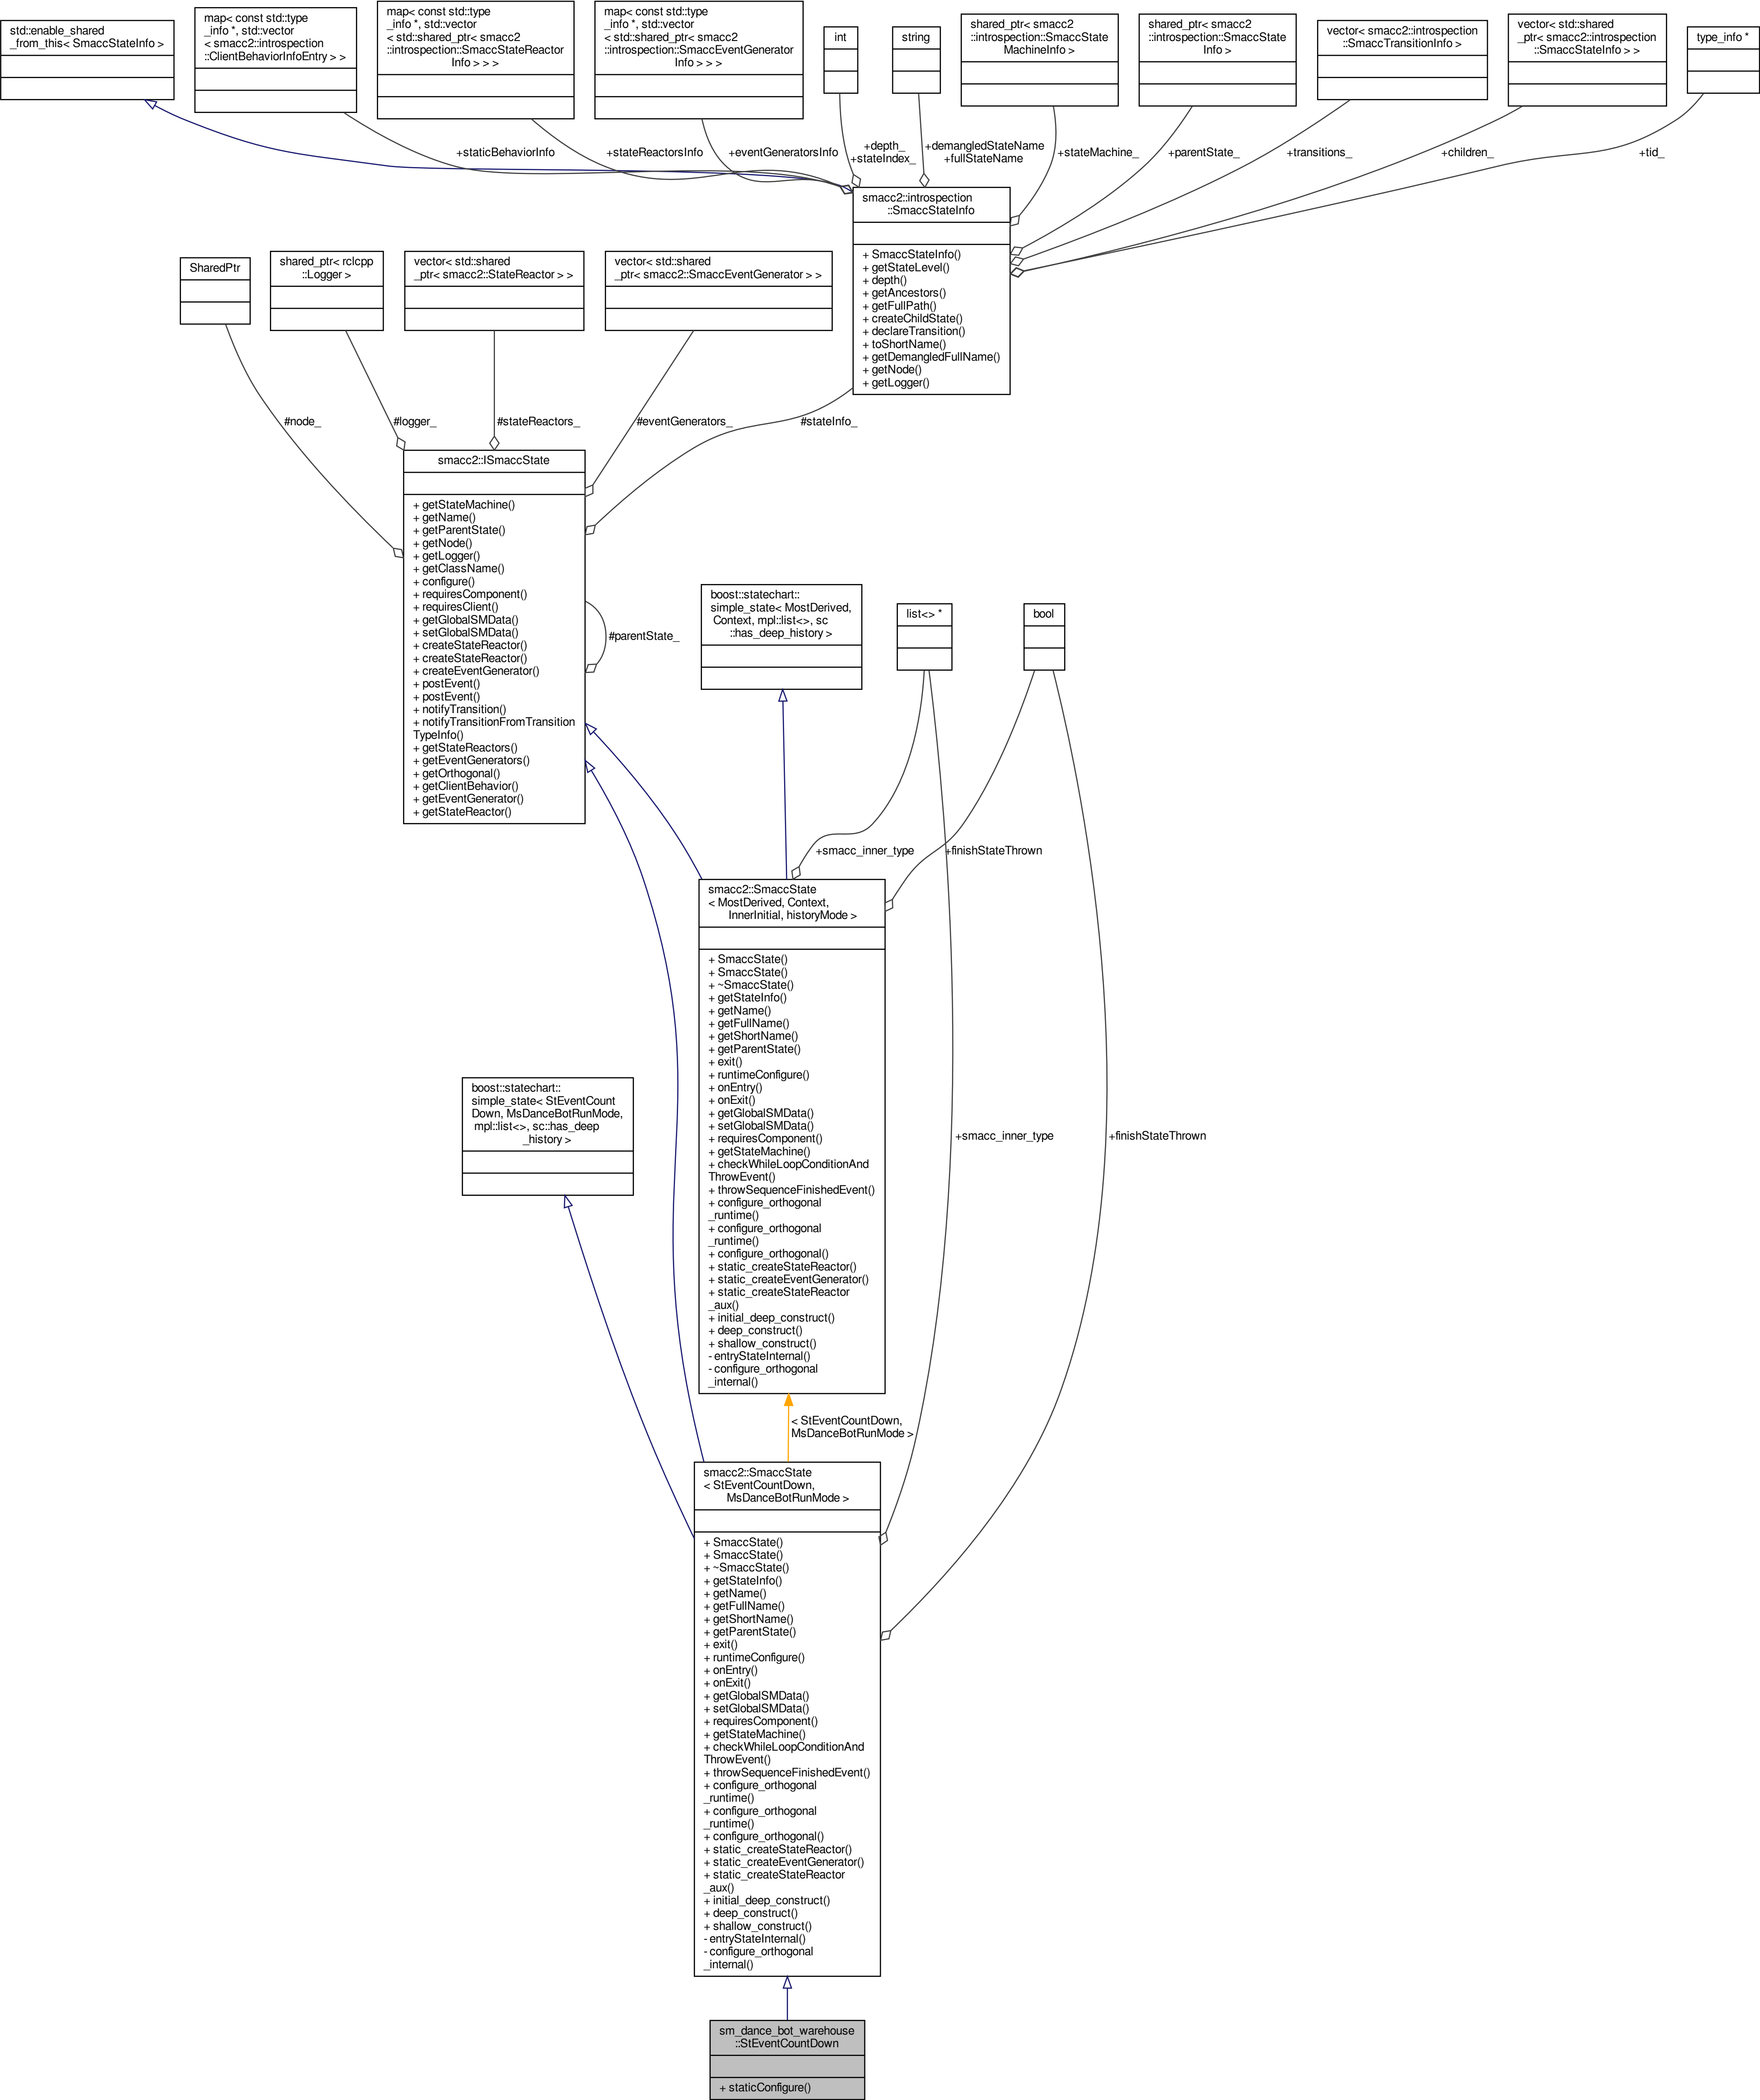 std::enable_shared
_from_this< SmaccStateInfo >
map< const std::type
_info *, std::vector
< smacc2::introspection
::ClientBehaviorInfoEntry > >
map< const std::type
_info *, std::vector
< std::shared_ptr< smacc2
::introspection::SmaccStateReactor
Info > > >
map< const std::type
_info *, std::vector
< std::shared_ptr< smacc2
::introspection::SmaccEventGenerator
Info > > >
int
string
shared_ptr< smacc2
::introspection::SmaccState
MachineInfo >
shared_ptr< smacc2
::introspection::SmaccState
Info >
vector< smacc2::introspection
::SmaccTransitionInfo >
vector< std::shared
_ptr< smacc2::introspection
::SmaccStateInfo > >
type_info *
+staticBehaviorInfo
+stateReactorsInfo
+eventGeneratorsInfo
+depth_
+stateIndex_
+demangledStateName
+fullStateName
+stateMachine_
+parentState_
+transitions_
+children_
+tid_
smacc2::introspection
::SmaccStateInfo
+ SmaccStateInfo()
+ getStateLevel()
+ depth()
+ getAncestors()
+ getFullPath()
+ createChildState()
+ declareTransition()
+ toShortName()
+ getDemangledFullName()
+ getNode()
+ getLogger()
SharedPtr
shared_ptr< rclcpp
::Logger >
vector< std::shared
_ptr< smacc2::StateReactor > >
vector< std::shared
_ptr< smacc2::SmaccEventGenerator > >
#node_
#logger_
#stateReactors_
#eventGenerators_
#stateInfo_
smacc2::ISmaccState
+ getStateMachine()
+ getName()
+ getParentState()
+ getNode()
+ getLogger()
+ getClassName()
+ configure()
+ requiresComponent()
+ requiresClient()
+ getGlobalSMData()
+ setGlobalSMData()
+ createStateReactor()
+ createStateReactor()
+ createEventGenerator()
+ postEvent()
+ postEvent()
+ notifyTransition()
+ notifyTransitionFromTransition
TypeInfo()
+ getStateReactors()
+ getEventGenerators()
+ getOrthogonal()
+ getClientBehavior()
+ getEventGenerator()
+ getStateReactor()
#parentState_
boost::statechart::
simple_state< MostDerived,
Context, mpl::list<>, sc
::has_deep_history >
list<> *
bool
+smacc_inner_type
+finishStateThrown
smacc2::SmaccState
< MostDerived, Context,
InnerInitial, historyMode >
+ SmaccState()
+ SmaccState()
+ ~SmaccState()
+ getStateInfo()
+ getName()
+ getFullName()
+ getShortName()
+ getParentState()
+ exit()
+ runtimeConfigure()
+ onEntry()
+ onExit()
+ getGlobalSMData()
+ setGlobalSMData()
+ requiresComponent()
+ getStateMachine()
+ checkWhileLoopConditionAnd
ThrowEvent()
+ throwSequenceFinishedEvent()
+ configure_orthogonal
_runtime()
+ configure_orthogonal
_runtime()
+ configure_orthogonal()
+ static_createStateReactor()
+ static_createEventGenerator()
+ static_createStateReactor
_aux()
+ initial_deep_construct()
+ deep_construct()
+ shallow_construct()
- entryStateInternal()
- configure_orthogonal
_internal()
boost::statechart::
simple_state< StEventCount
Down, MsDanceBotRunMode,
mpl::list<>, sc::has_deep
_history >
+smacc_inner_type
+finishStateThrown
< StEventCountDown,
MsDanceBotRunMode >
smacc2::SmaccState
< StEventCountDown,
MsDanceBotRunMode >
+ SmaccState()
+ SmaccState()
+ ~SmaccState()
+ getStateInfo()
+ getName()
+ getFullName()
+ getShortName()
+ getParentState()
+ exit()
+ runtimeConfigure()
+ onEntry()
+ onExit()
+ getGlobalSMData()
+ setGlobalSMData()
+ requiresComponent()
+ getStateMachine()
+ checkWhileLoopConditionAnd
ThrowEvent()
+ throwSequenceFinishedEvent()
+ configure_orthogonal
_runtime()
+ configure_orthogonal
_runtime()
+ configure_orthogonal()
+ static_createStateReactor()
+ static_createEventGenerator()
+ static_createStateReactor
_aux()
+ initial_deep_construct()
+ deep_construct()
+ shallow_construct()
- entryStateInternal()
- configure_orthogonal
_internal()
sm_dance_bot_warehouse
::StEventCountDown
+ staticConfigure()